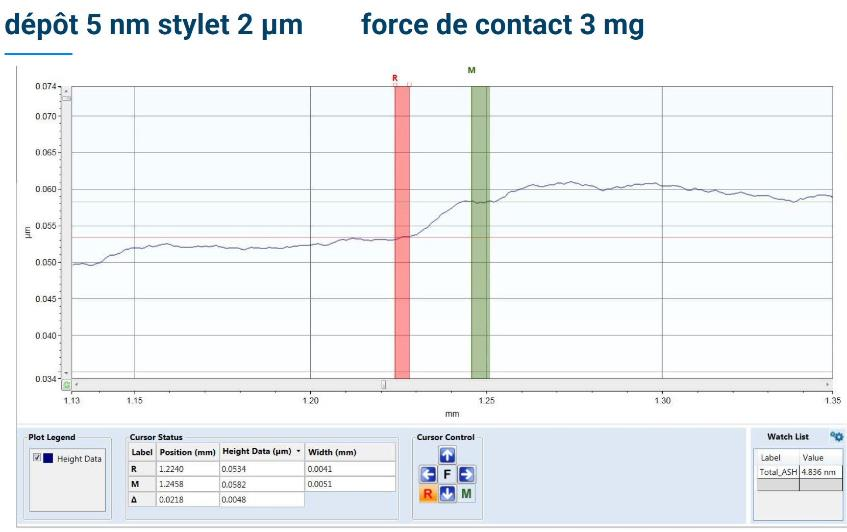 dépôt 5 nm stylet 2 µm force de contact 3 mg
R M
0.074
0.070
0.065
0.060
0.055
0.050
0.045
0.040
0.034
µm
1.13 1.15 1.20 1.25 1.30 1.35
mm
Plot Legend
Height Data
Cursor Status
Label Position (mm) Height Data (µm) Width (mm)
R 1.2240 0.0534 0.0041
M 1.2458 0.0582 0.0051
Δ 0.0218 0.0048
Cursor Control
F
R M
Watch List
Label Value
Total_ASH 4.836 nm